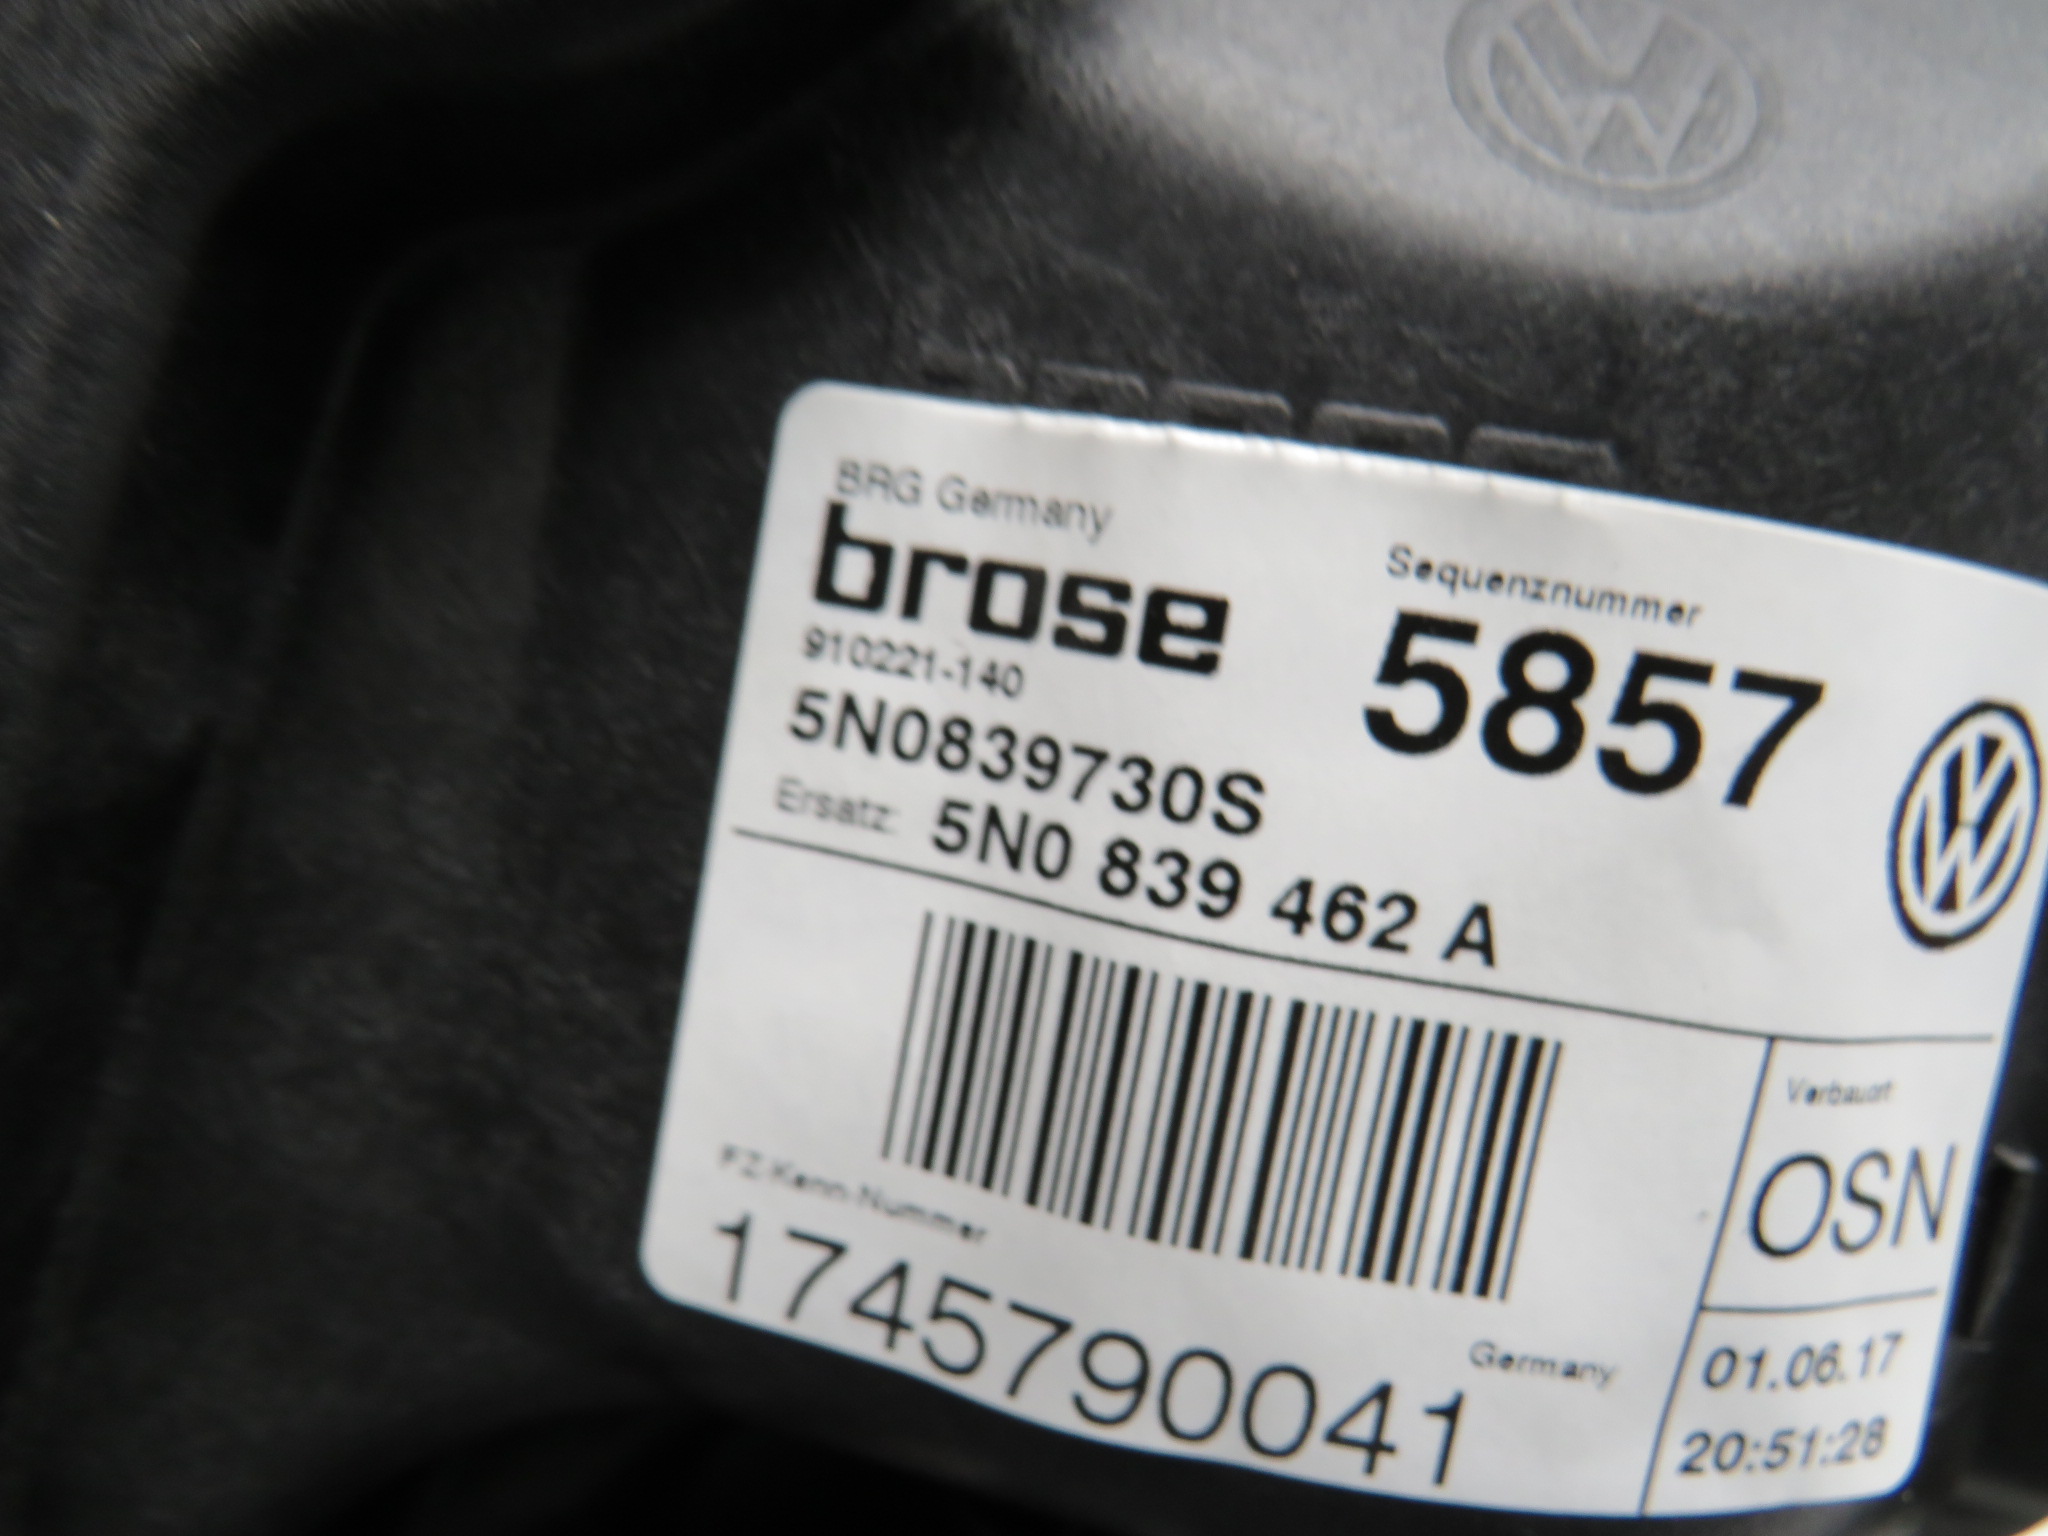 BRG Germany
brose
910221-140
5N0839730S
Ersatz: 5N0 839 462 A
Sequenznummer
5857
FZ-Kenn-Nummer
1745790041
Germany
Verbauort
OSN
01.06.17
20:51:28